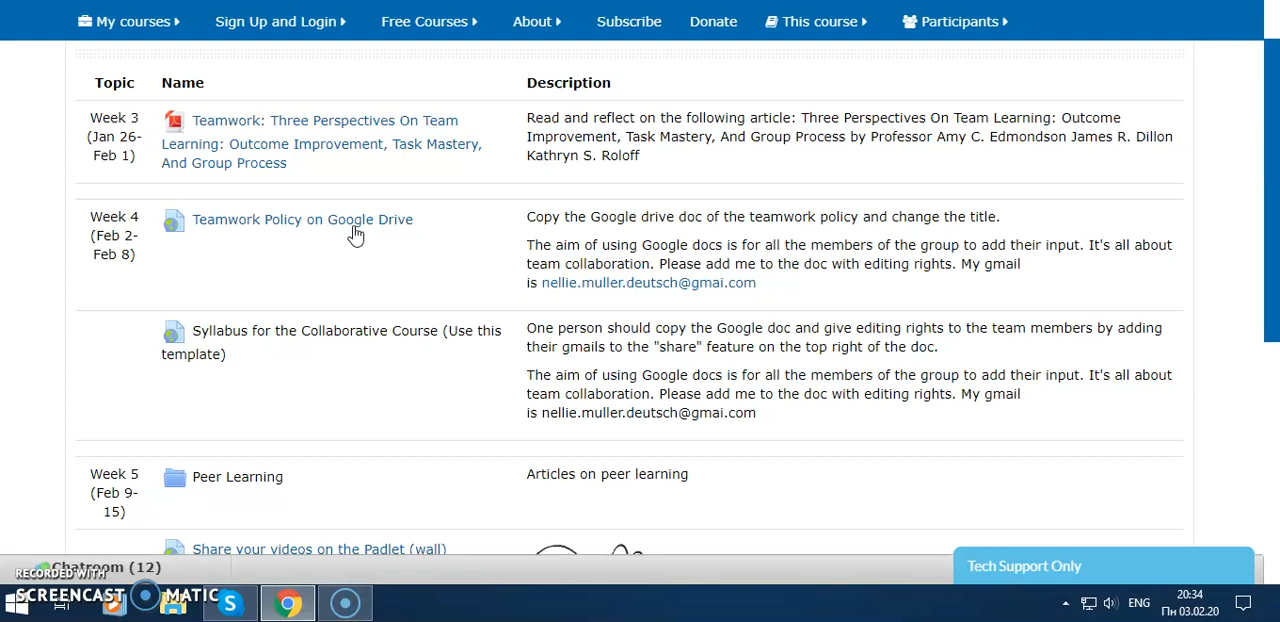 My courses Sign Up and Login Free Courses About Subscribe Donate This course Participants
Topic Name Description
Week 3
(Jan 26-
Feb 1)
Teamwork: Three Perspectives On Team
Learning: Outcome Improvement, Task Mastery,
And Group Process
Read and reflect on the following article: Three Perspectives On Team Learning: Outcome
Improvement, Task Mastery, And Group Process by Professor Amy C. Edmondson James R. Dillon
Kathryn S. Roloff
Week 4
(Feb 2-
Feb 8)
Teamwork Policy on Google Drive
Copy the Google drive doc of the teamwork policy and change the title.
The aim of using Google docs is for all the members of the group to add their input. It's all about
team collaboration. Please add me to the doc with editing rights. My gmail
is nellie.muller.deutsch@gmai.com
Syllabus for the Collaborative Course (Use this
template)
One person should copy the Google doc and give editing rights to the team members by adding
their gmails to the "share" feature on the top right of the doc.
The aim of using Google docs is for all the members of the group to add their input. It's all about
team collaboration. Please add me to the doc with editing rights. My gmail
is nellie.muller.deutsch@gmai.com
Week 5
(Feb 9-
15)
Peer Learning
Articles on peer learning
Share your videos on the Padlet (wall)
Chatroom (12)
Tech Support Only
RECORDED WITH
SCREENCAST MATIC
ENG
20:34
Пн 03.02.20